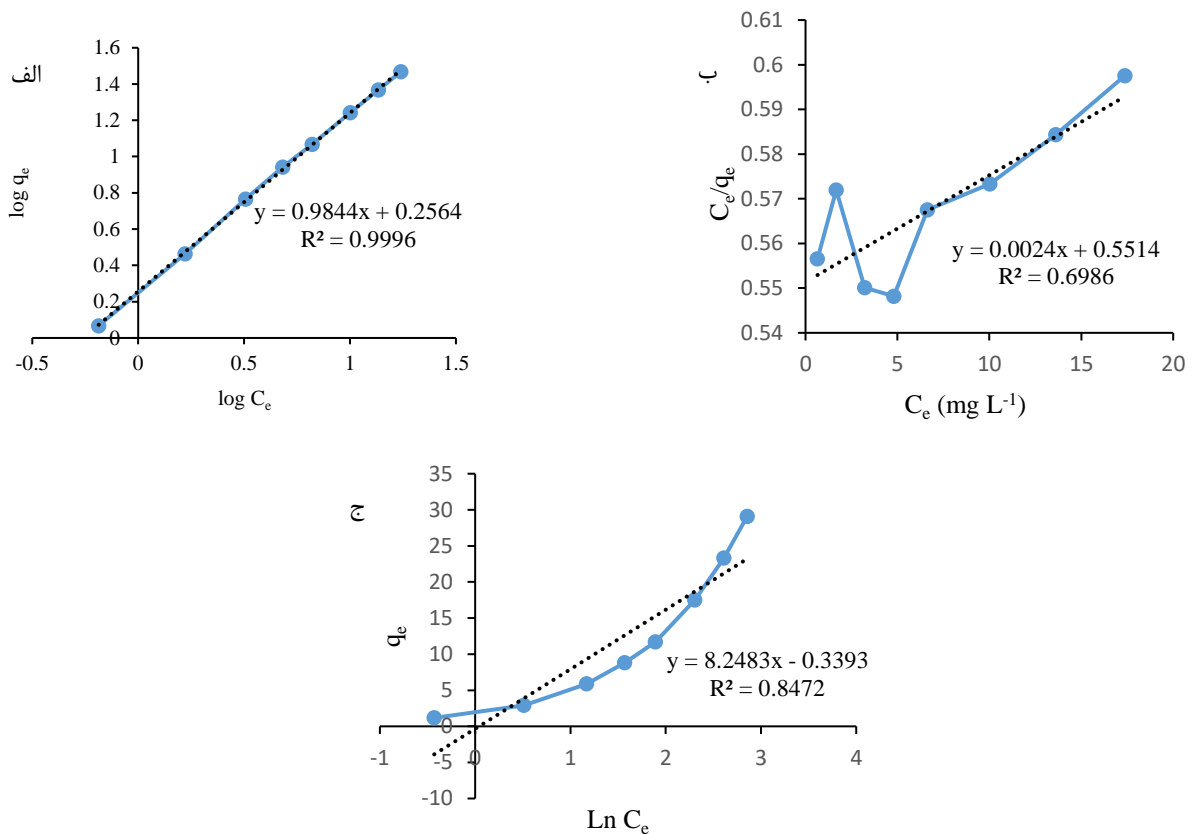 الف
1.6
1.4
1.2
1
0.8
0.6
0.4
0.2
0
-0.5
0
0.5
1
1.5
log qe
log Ce
y = 0.9844x + 0.2564
R² = 0.9996
ب
0.61
0.6
0.59
0.58
0.57
0.56
0.55
0.54
0
5
10
15
20
Ce/qe
Ce (mg L-1)
y = 0.0024x + 0.5514
R² = 0.6986
ج
35
30
25
20
15
10
5
0
-5
-10
-1
0
1
2
3
4
qe
Ln Ce
y = 8.2483x - 0.3393
R² = 0.8472